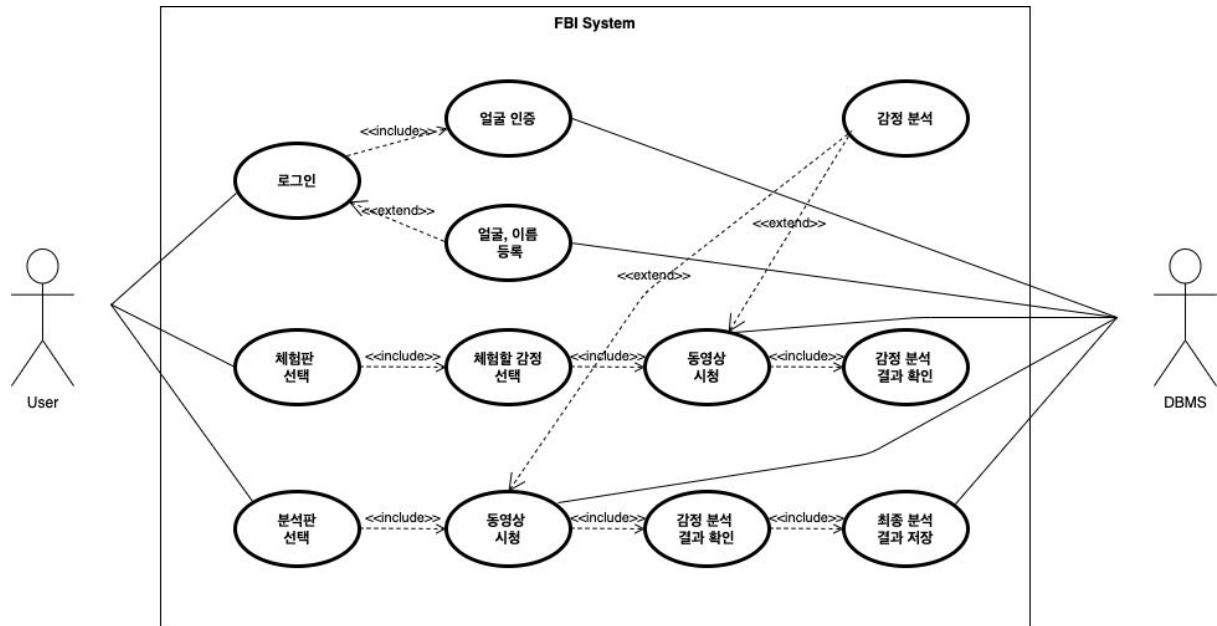 FBI System
얼굴 인증
감정 분석
<<include>>
로그인
<<extend>>
<<extend>>
얼굴, 이름
등록
<<extend>>
체험판
선택
<<include>>
체험할 감정
선택
<<include>>
동영상
시청
<<include>>
감정 분석
결과 확인
User
DBMS
분석판
선택
<<include>>
동영상
시청
<<include>>
감정 분석
결과 확인
<<include>>
최종 분석
결과 저장